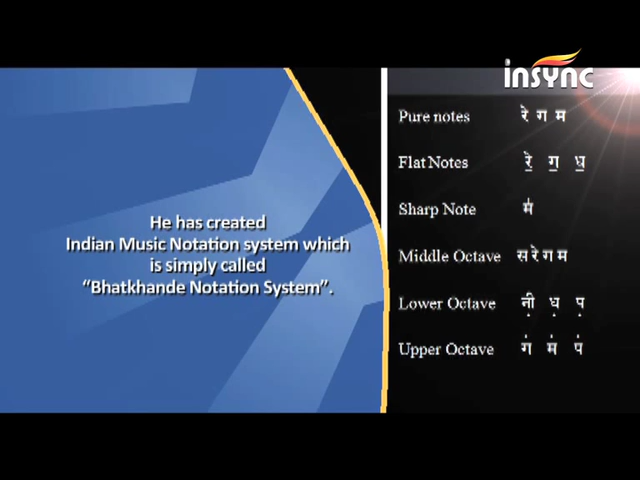 insync
He has created
Indian Music Notation system which
is simply called
“Bhatkhande Notation System”.
Pure notes रे ग म
Flat Notes रे॒ ग॒ ध॒
Sharp Note म॑
Middle Octave स रे ग म
Lower Octave नी़ ध़ प़
Upper Octave गं मं पं